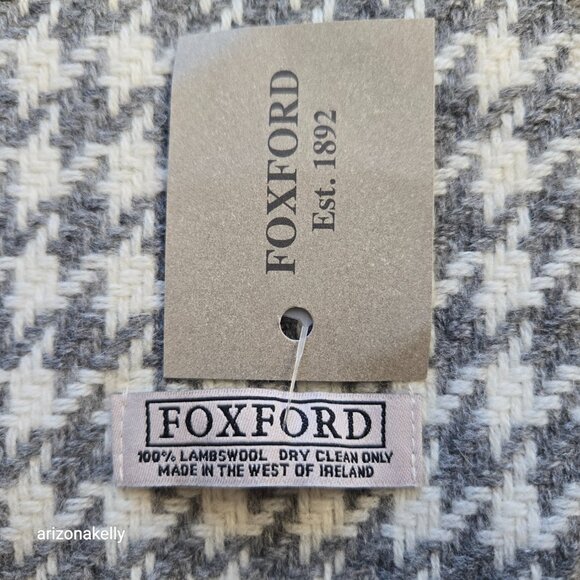 FOXFORD
Est. 1892
FOXFORD
100% LAMBSWOOL DRY CLEAN ONLY
MADE IN THE WEST OF IRELAND
arizonakelly